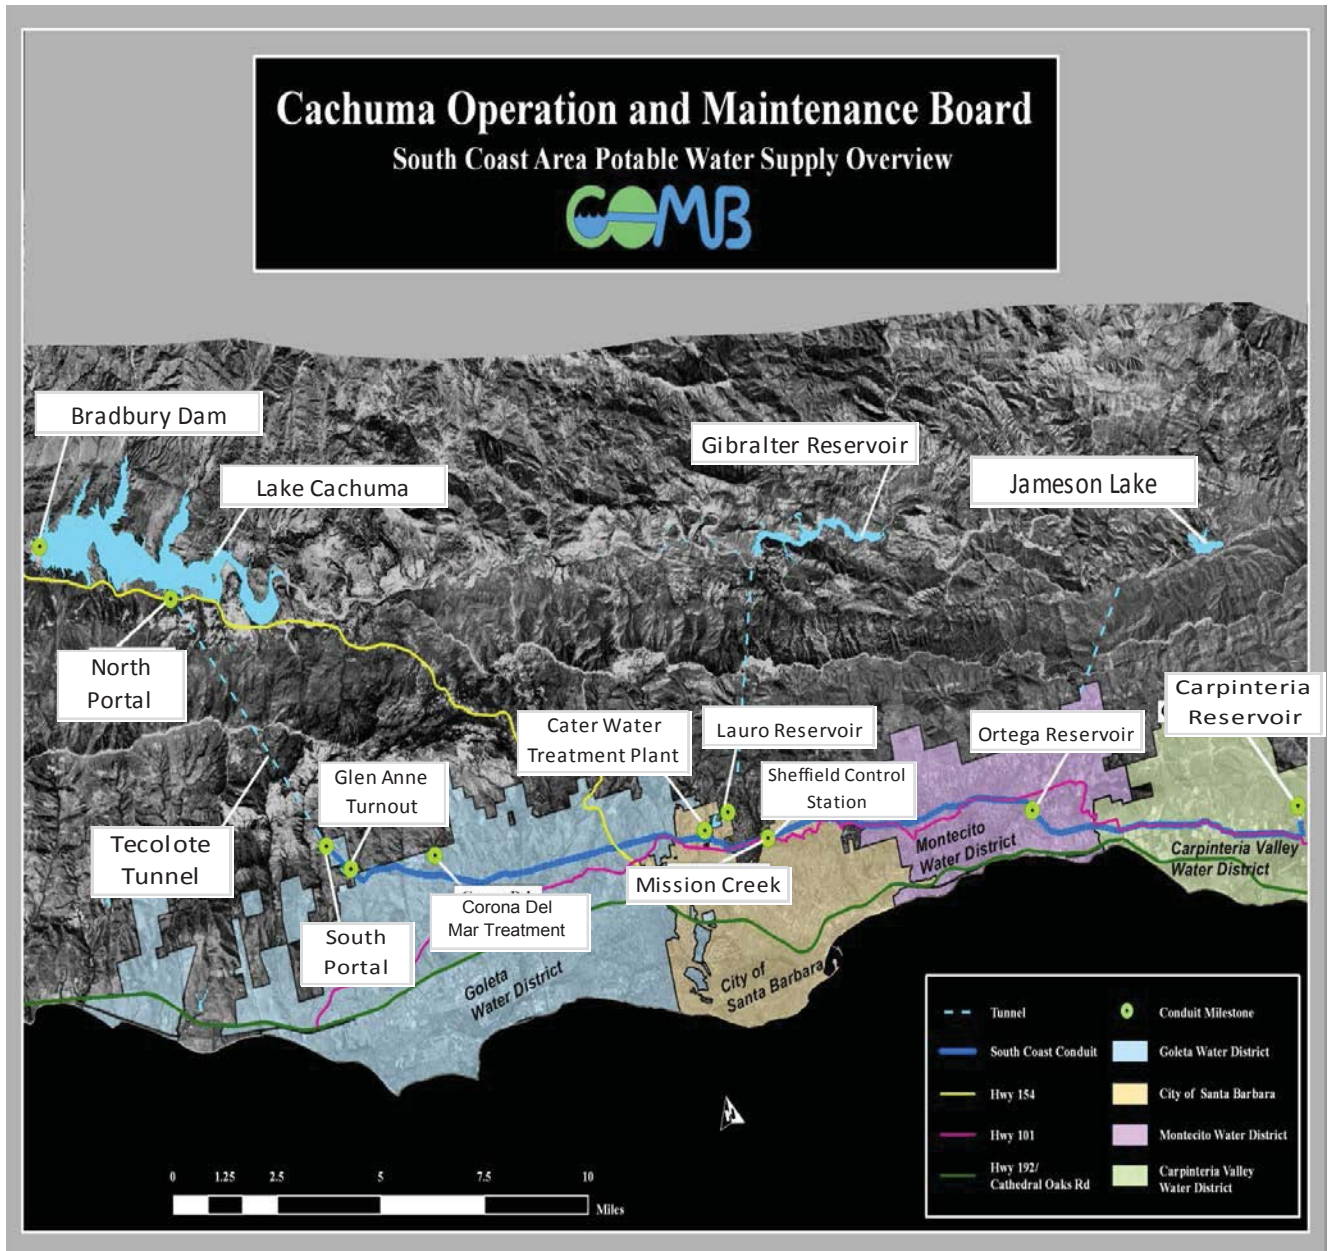 Cachuma Operation and Maintenance Board
South Coast Area Potable Water Supply Overview
COMB
Bradbury Dam
Gibralter Reservoir
Lake Cachuma
Jameson Lake
North
Portal
Carpinteria
Reservoir
Cater Water
Treatment Plant
Lauro Reservoir
Ortega Reservoir
Glen Anne
Turnout
Sheffield Control
Station
Tecolote
Tunnel
Montecito
Water District
Carpinteria Valley
Water District
Mission Creek
Corona Del
Mar Treatment
South
Portal
Goleta
Water District
City of
Santa Barbara
Tunnel
South Coast Conduit
Hwy 154
Hwy 101
Hwy 192/
Cathedral Oaks Rd
Conduit Milestone
Goleta Water District
City of Santa Barbara
Montecito Water District
Carpinteria Valley
Water District
N
0 1.25 2.5 5 7.5 10
Miles